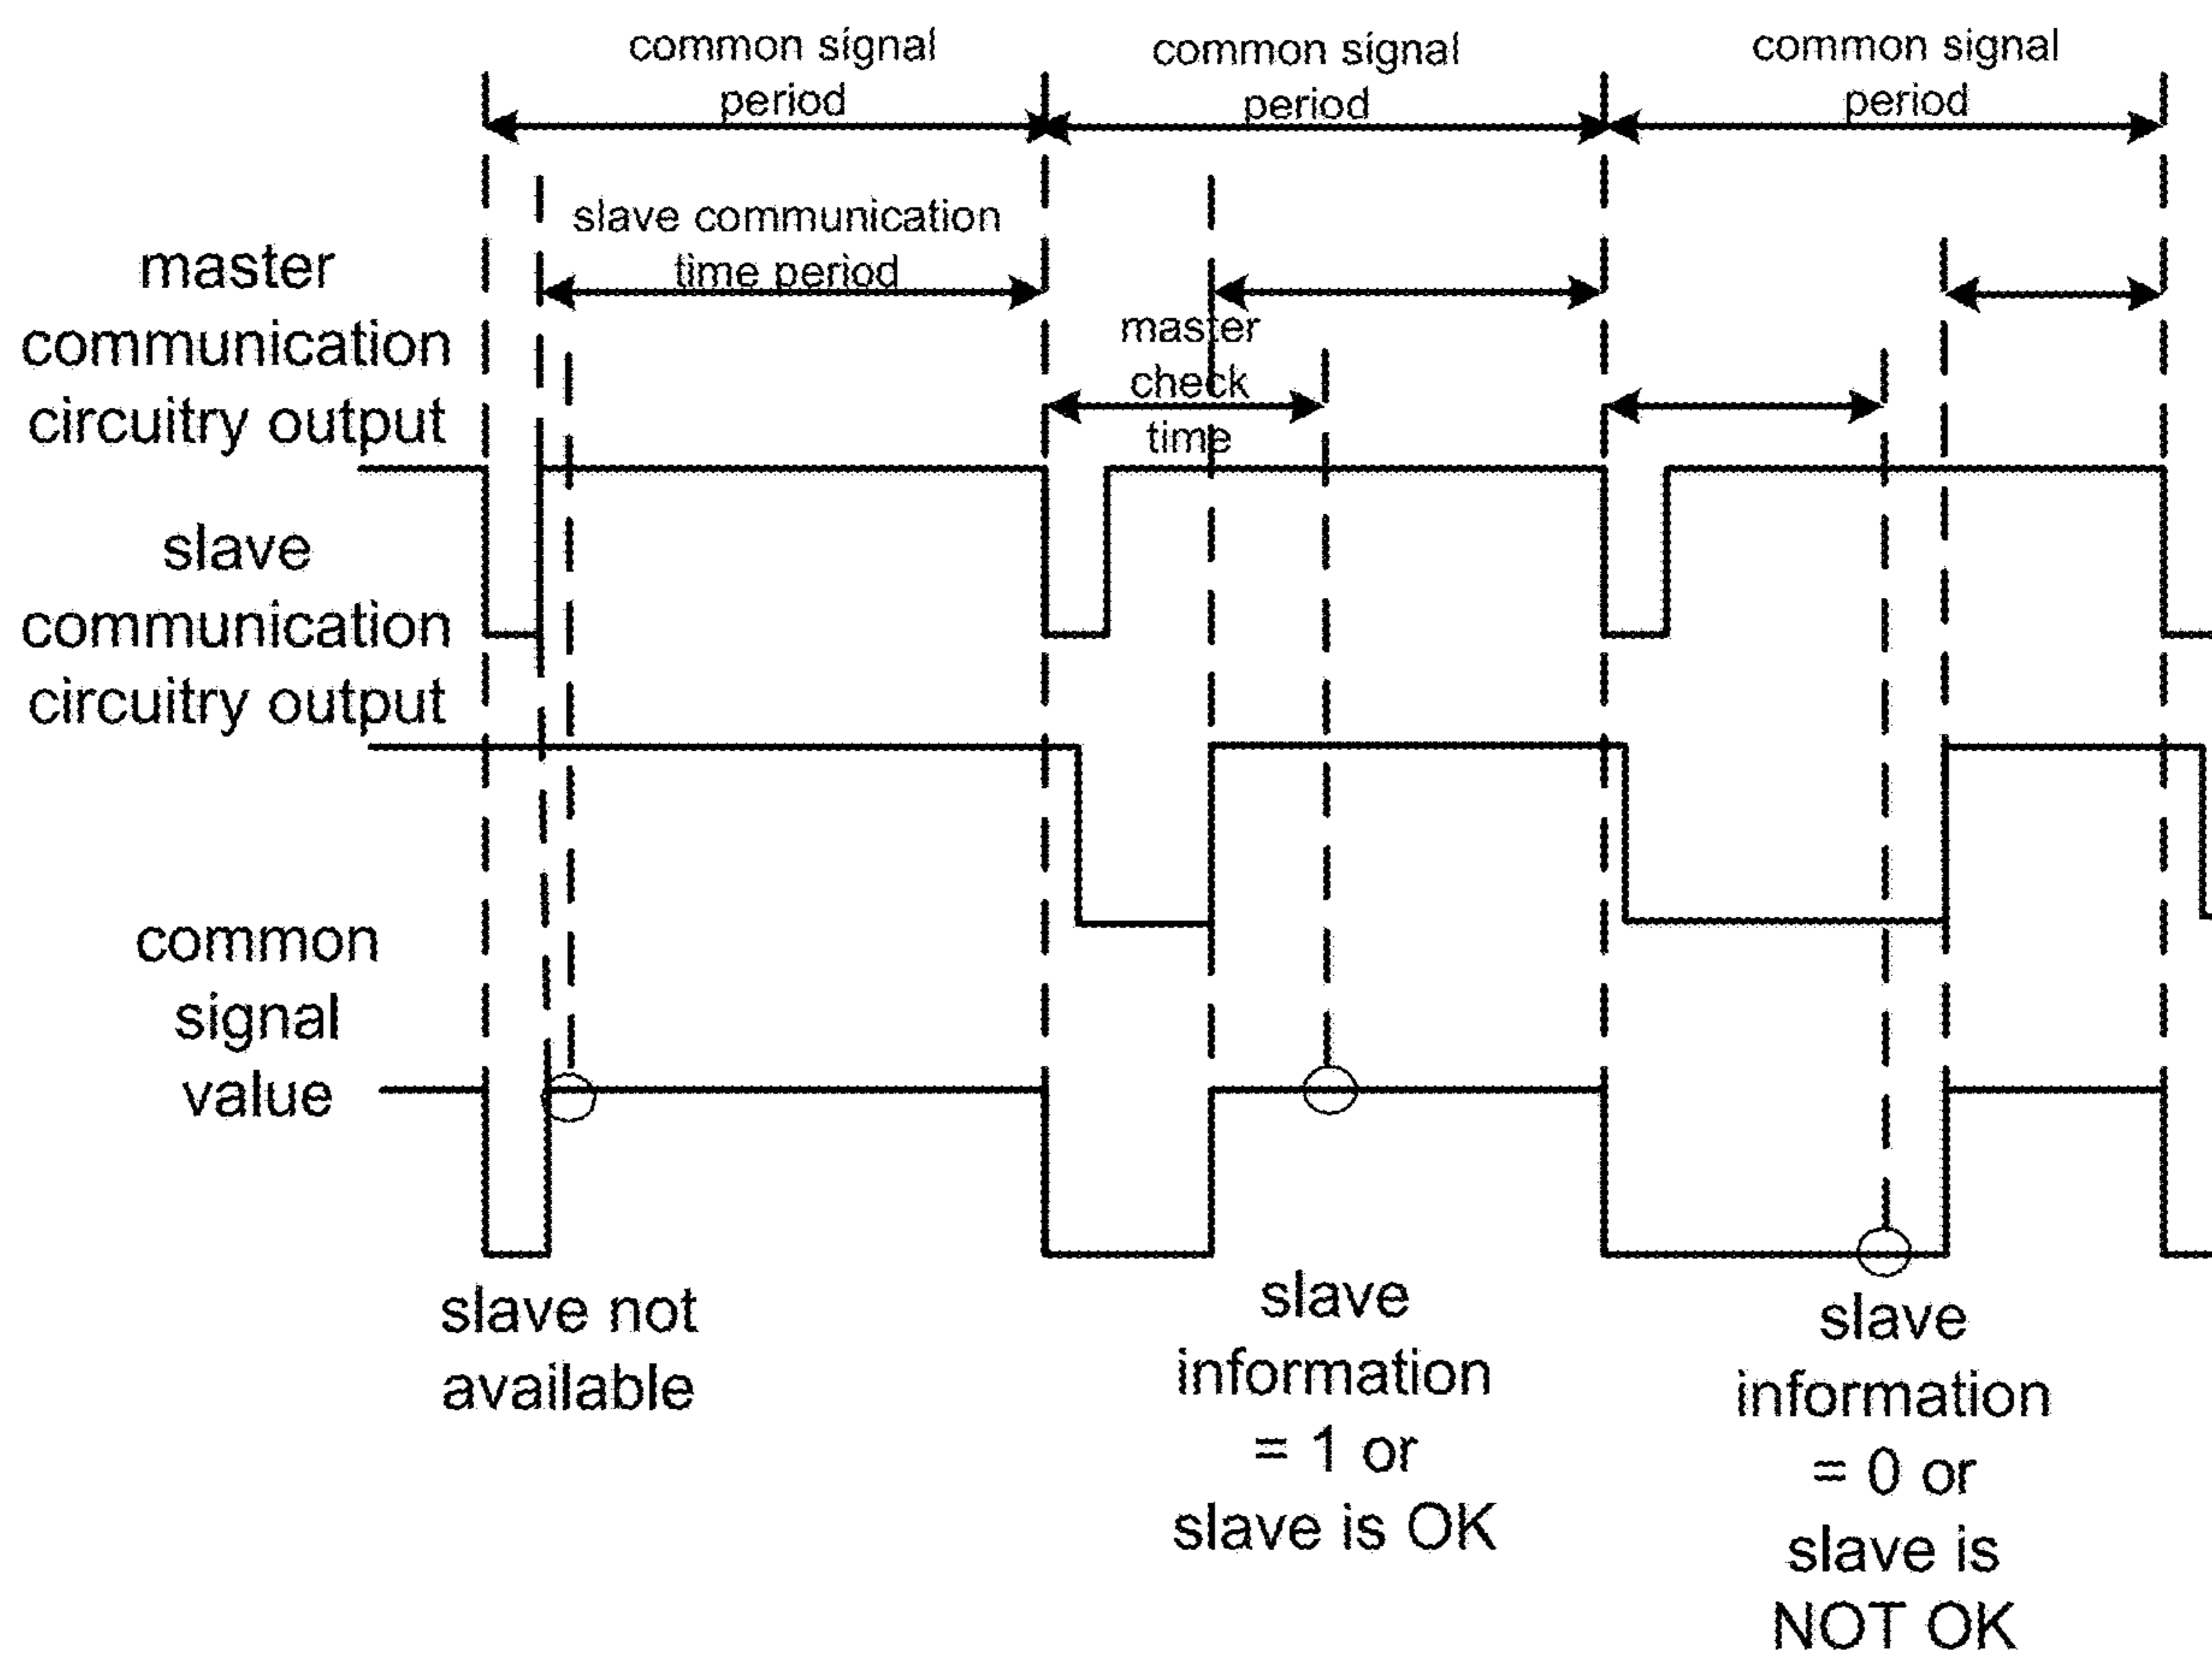 common signal
period
common signal
period
common signal
period
slave communication
time period
master
check
time
master
communication
circuitry output
slave
communication
circuitry output
common
signal
value
slave not
available
slave
information
= 1 or
slave is OK
slave
information
= 0 or
slave is
NOT OK